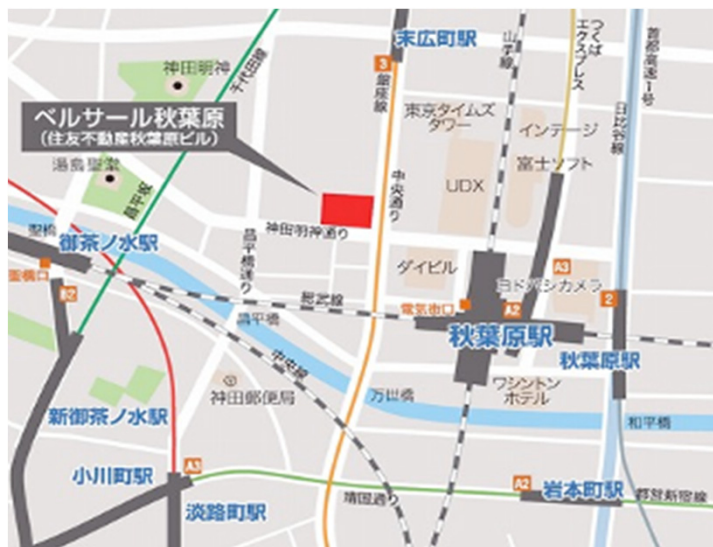 末広町駅
3
銀座線
山手線
つくば
エクスプレス
首都高速1号
日比谷線
神田明神
千代田線
ベルサール秋葉原
(住友不動産秋葉原ビル)
東京タイムズ
タワー
インテージ
富士ソフト
UDX
中央通り
湯島聖堂
昌平坂
神田明神通り
昌平橋通り
聖橋
御茶ノ水駅
聖橋口
B2
ダイビル
A3
ヨドバシカメラ
総武線
電気街口
A2
2
秋葉原駅
秋葉原駅
昌平橋
中央線
神田郵便局
万世橋
ワシントン
ホテル
和平橋
新御茶ノ水駅
小川町駅
A3
淡路町駅
靖国通り
A2
岩本町駅
都営新宿線